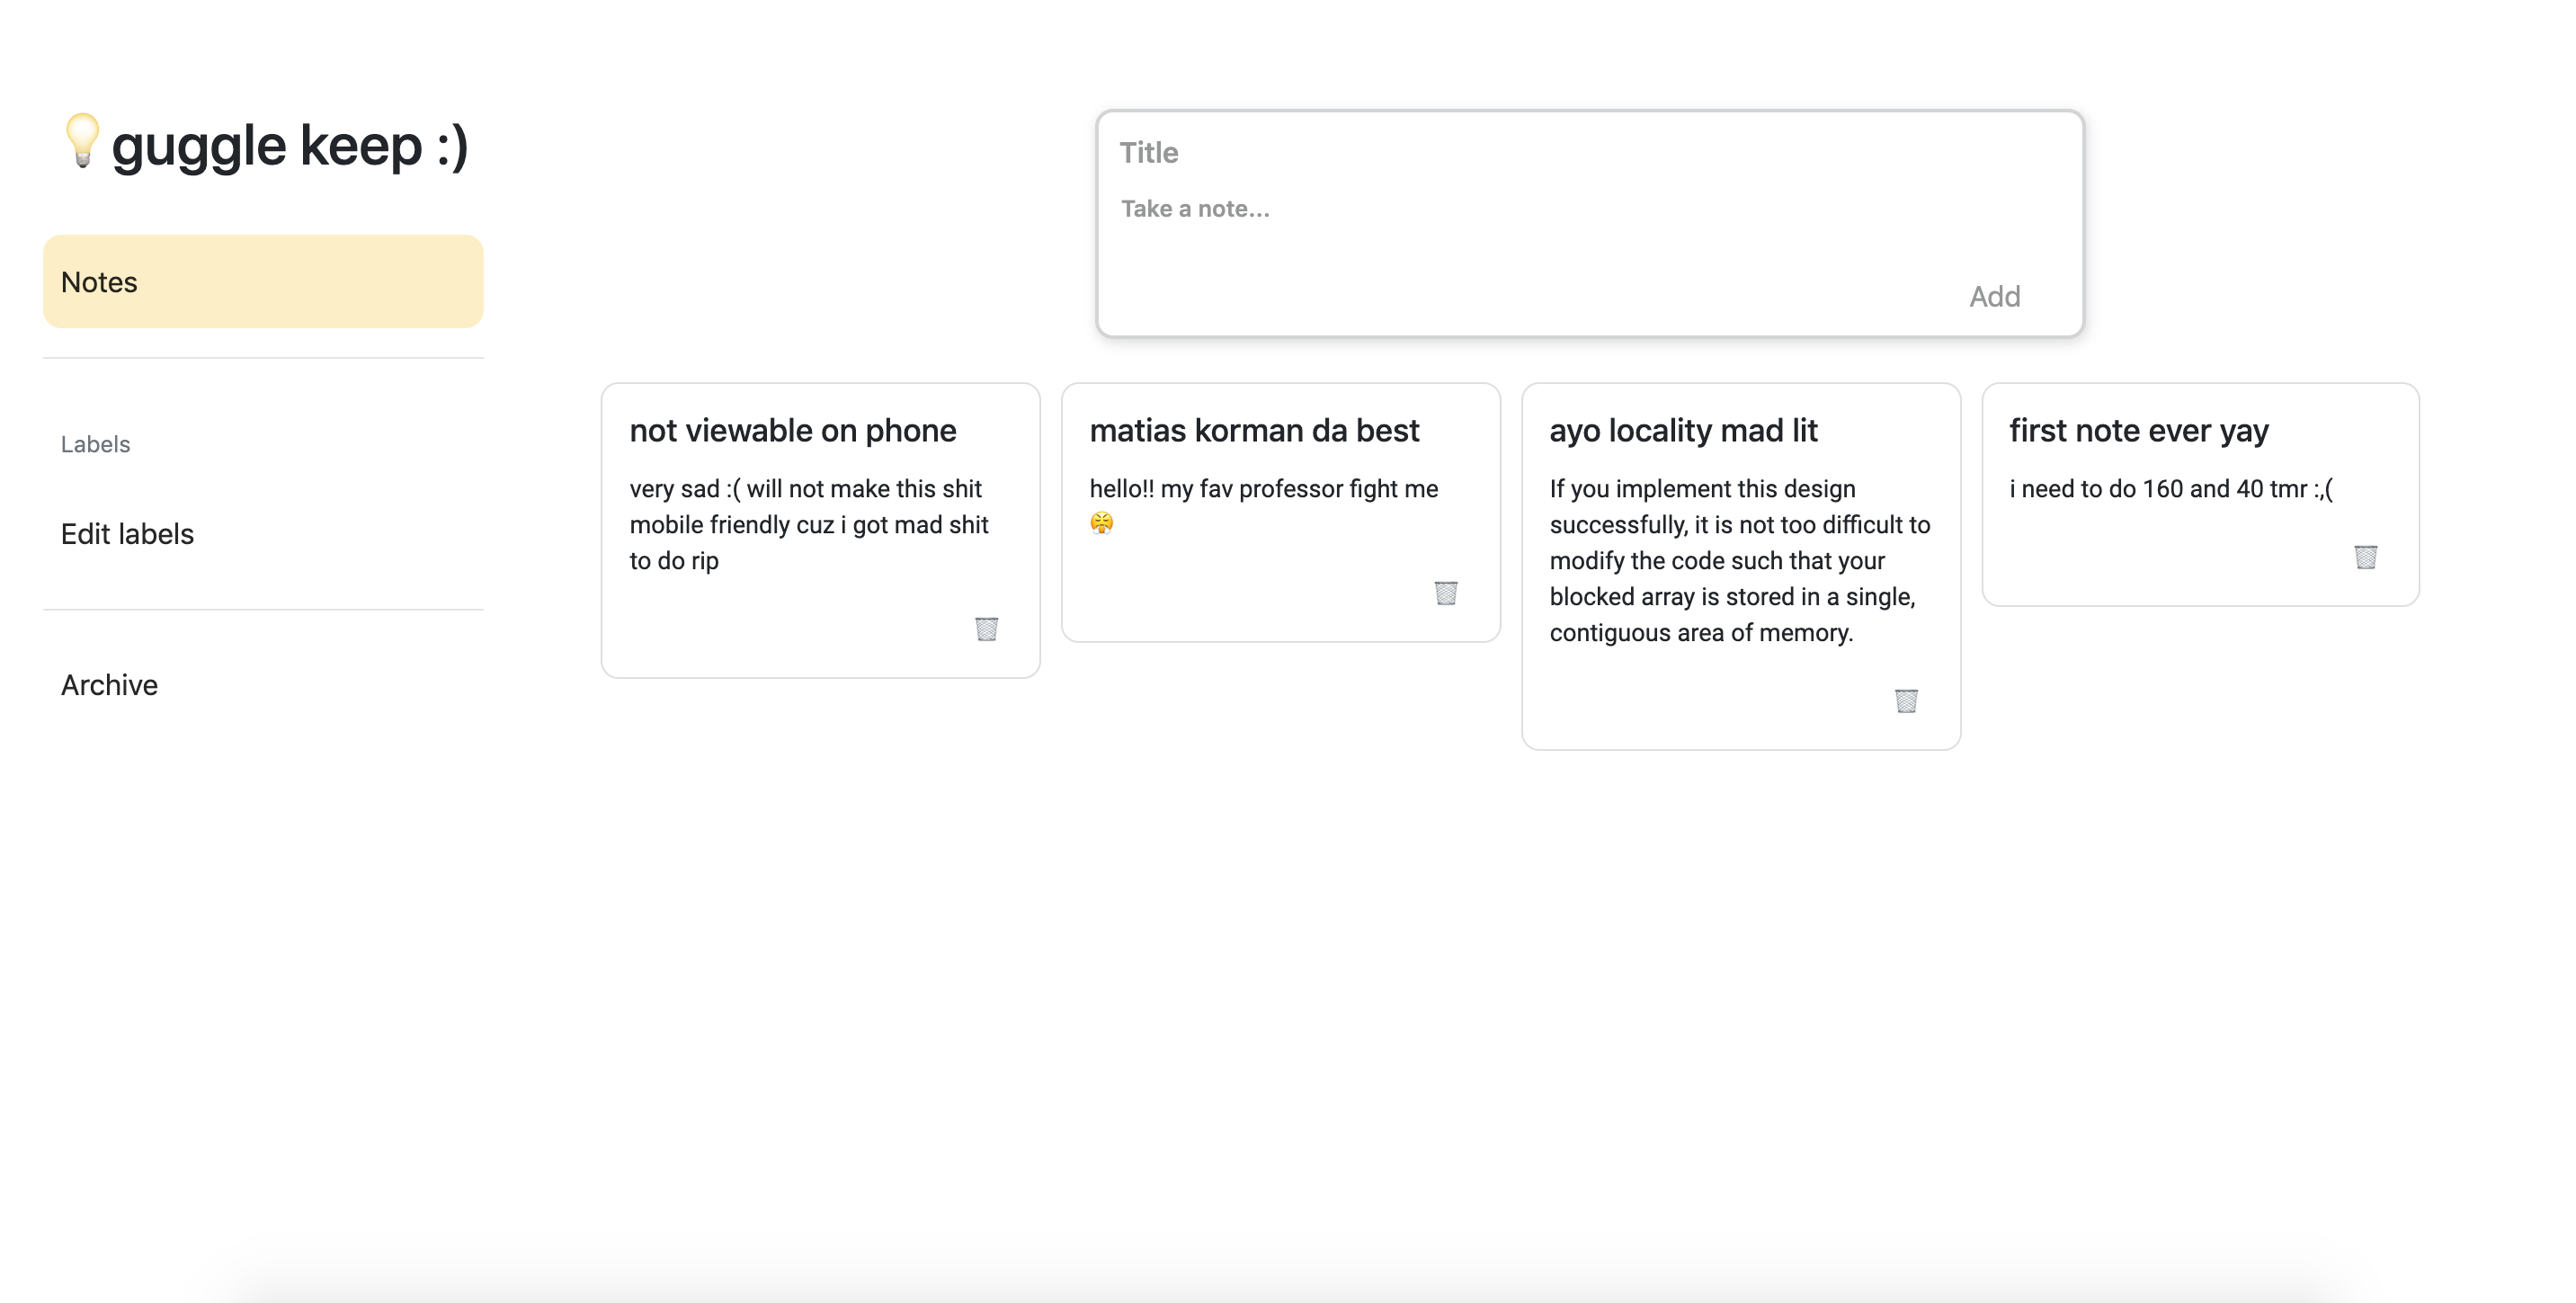 💡guggle keep :)
Notes
Labels
Edit labels
Archive
Title
Take a note...
Add
not viewable on phone
very sad :( will not make this shit
mobile friendly cuz i got mad shit
to do rip
matias korman da best
hello!! my fav professor fight me
😤
ayo locality mad lit
If you implement this design
successfully, it is not too difficult to
modify the code such that your
blocked array is stored in a single,
contiguous area of memory.
first note ever yay
i need to do 160 and 40 tmr :,(